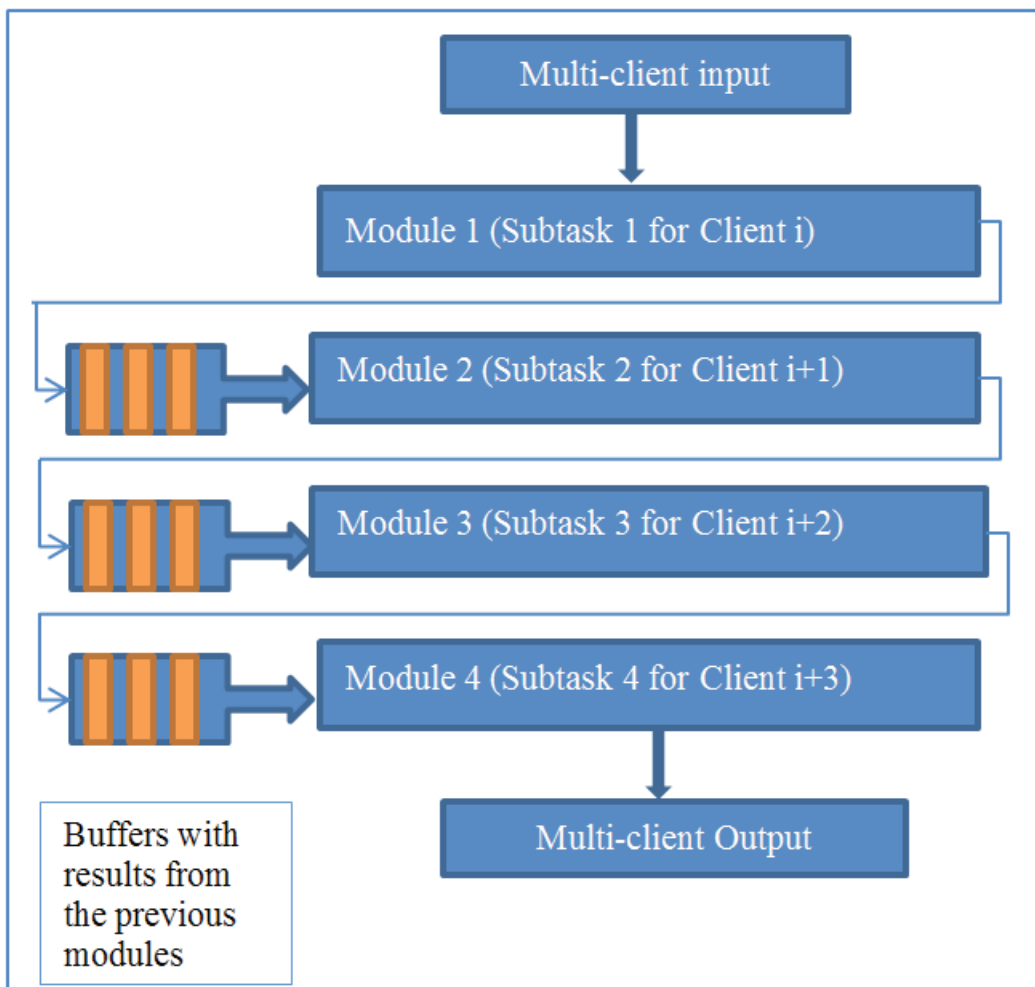 Multi-client input
Module 1 (Subtask 1 for Client i)
Module 2 (Subtask 2 for Client i+1)
Module 3 (Subtask 3 for Client i+2)
Module 4 (Subtask 4 for Client i+3)
Multi-client Output
Buffers with
results from
the previous
modules